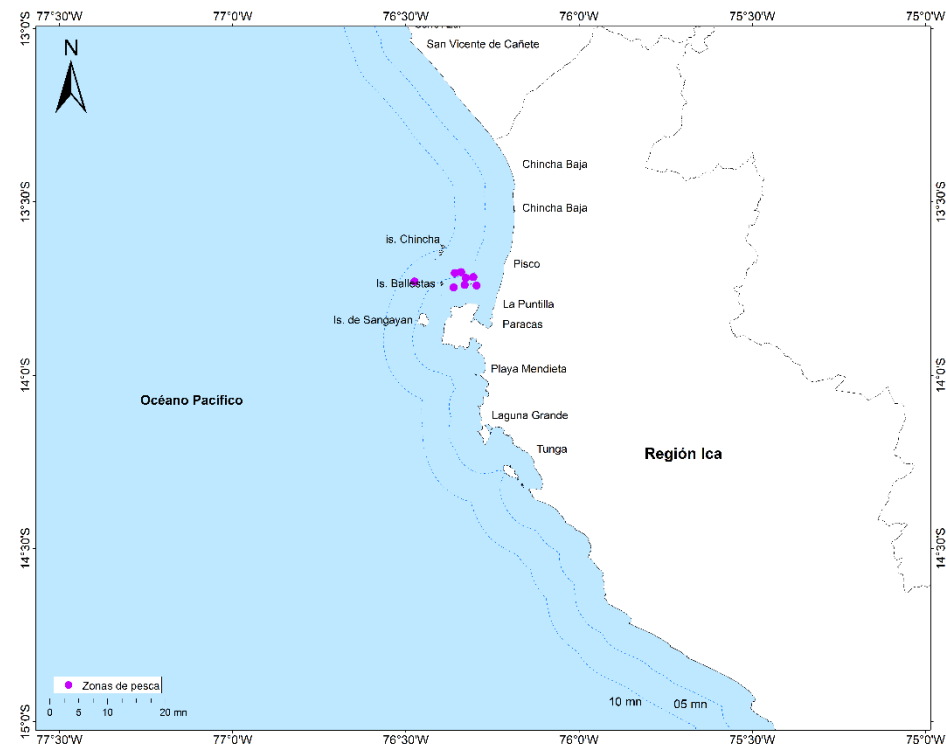 77°30'W 77°0'W 76°30'W 76°0'W 75°30'W 75°0'W
13°0'S 13°0'S
N
San Vicente de Cañete
Chincha Baja
13°30'S 13°30'S
Chincha Baja
is. Chincha
Pisco
Is. Ballestas
La Puntilla
Is. de Sangayan
Paracas
Playa Mendieta
14°0'S 14°0'S
Océano Pacífico
Laguna Grande
Tunga
Región Ica
14°30'S 14°30'S
Zonas de pesca
10 mn 05 mn
0 5 10 20 mn
15°0'S 15°0'S
77°30'W 77°0'W 76°30'W 76°0'W 75°30'W 75°0'W